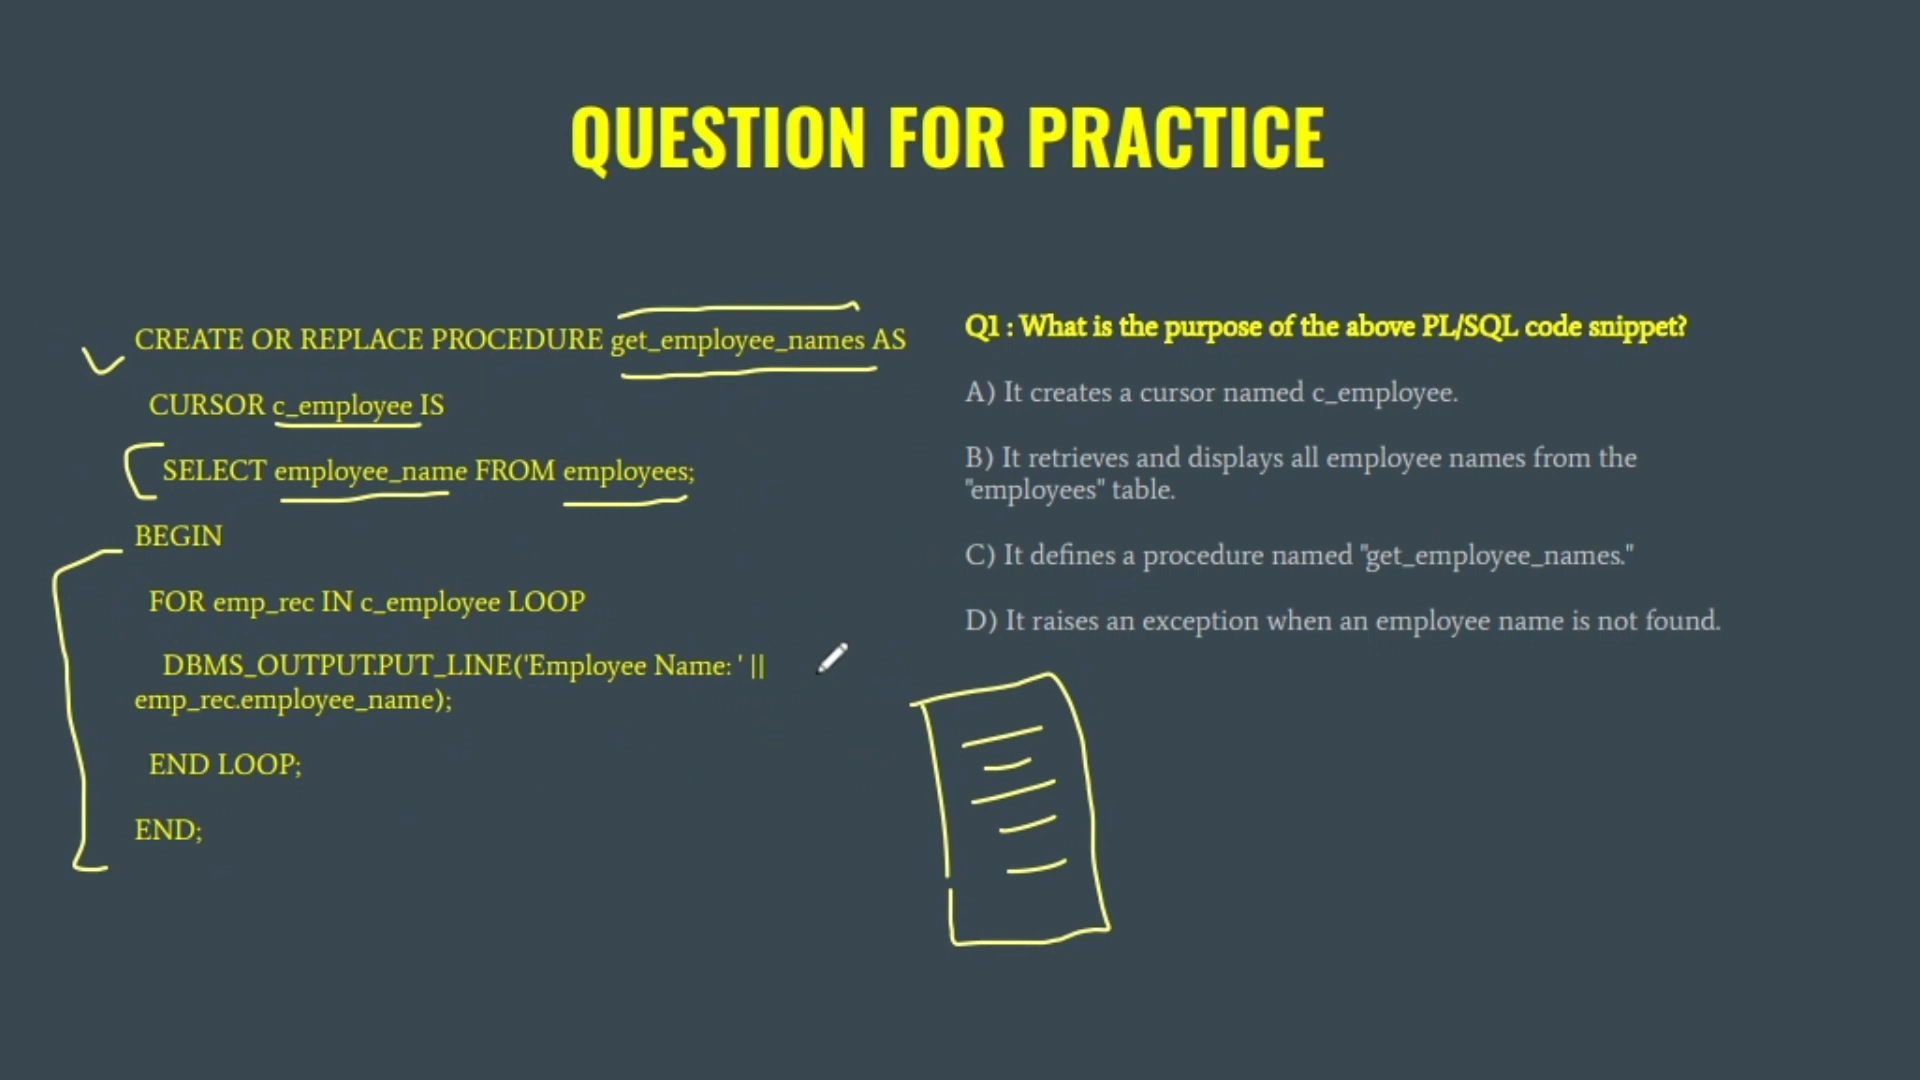 QUESTION FOR PRACTICE
CREATE OR REPLACE PROCEDURE get_employee_names AS
CURSOR c_employee IS
SELECT employee_name FROM employees;
BEGIN
FOR emp_rec IN c_employee LOOP
DBMS_OUTPUT.PUT_LINE('Employee Name: ' ||
emp_rec.employee_name);
END LOOP;
END;
Q1 : What is the purpose of the above PL/SQL code snippet?
A) It creates a cursor named c_employee.
B) It retrieves and displays all employee names from the
"employees" table.
C) It defines a procedure named "get_employee_names."
D) It raises an exception when an employee name is not found.